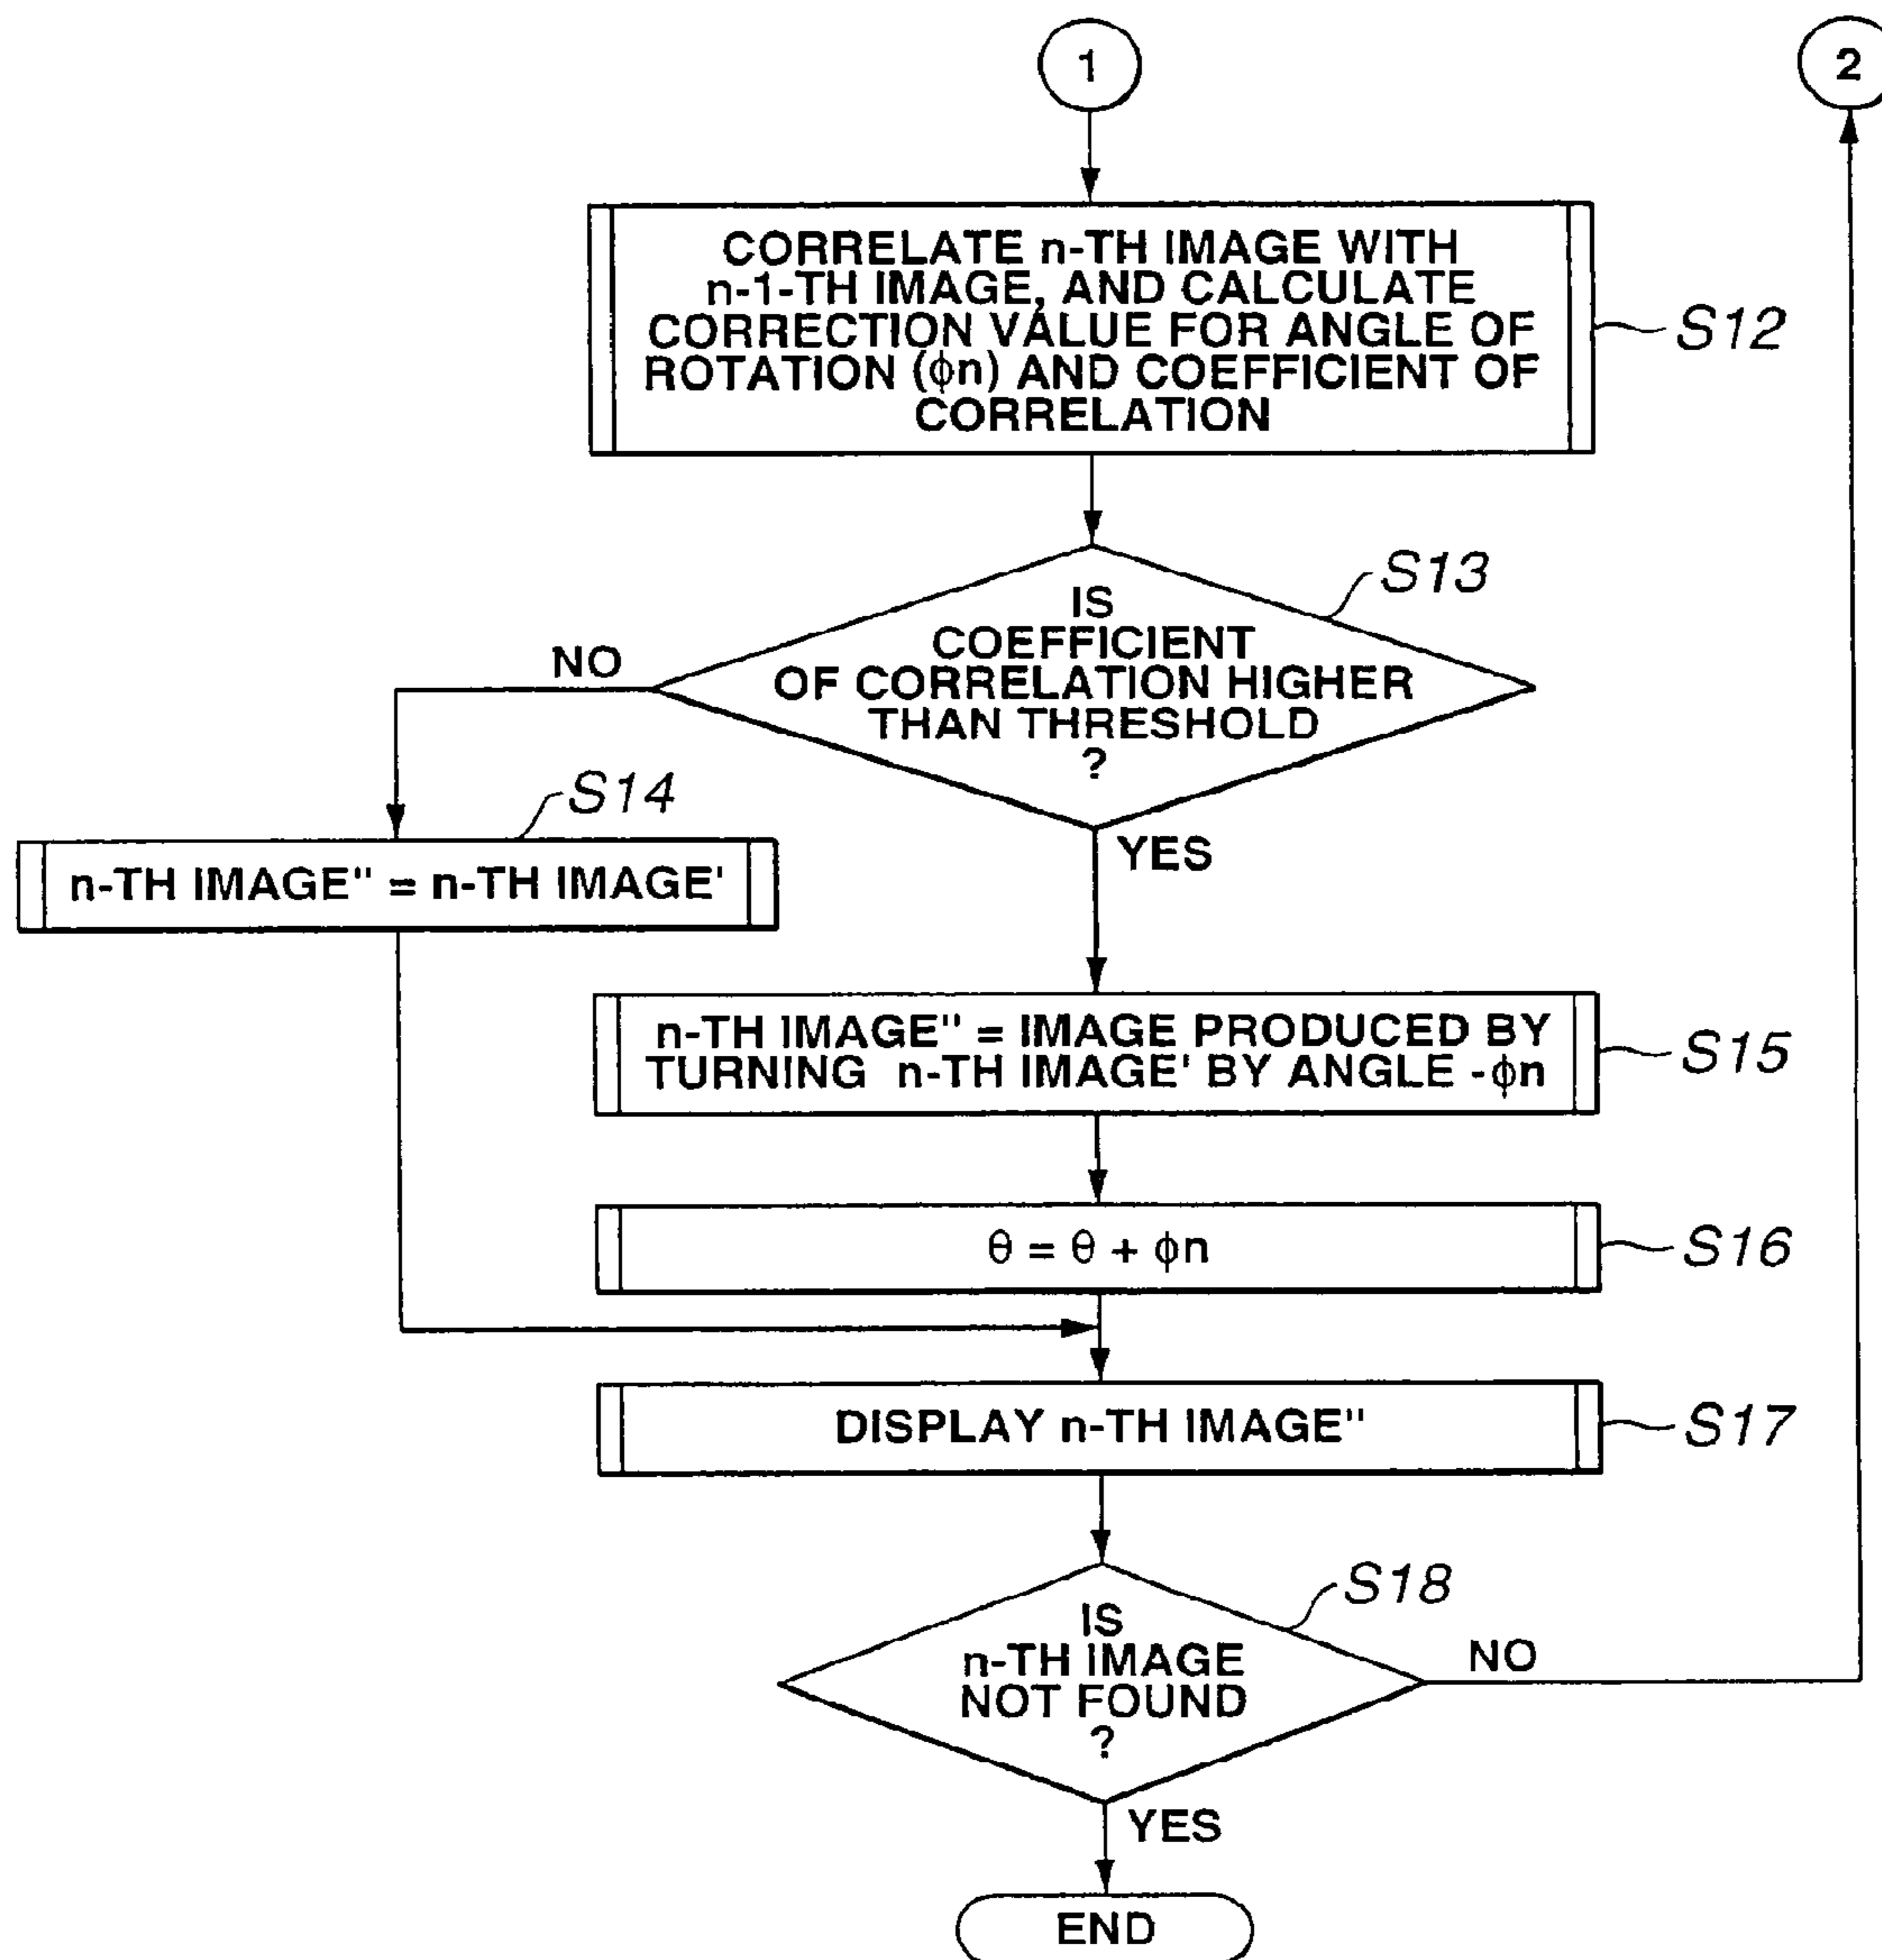 1
2
CORRELATE n-TH IMAGE WITH
n-1-TH IMAGE, AND CALCULATE
CORRECTION VALUE FOR ANGLE OF
ROTATION (ϕn) AND COEFFICIENT OF
CORRELATION
S12
S13
IS
COEFFICIENT
OF CORRELATION HIGHER
THAN THRESHOLD
?
NO
YES
S14
n-TH IMAGE" = n-TH IMAGE'
n-TH IMAGE" = IMAGE PRODUCED BY
TURNING n-TH IMAGE' BY ANGLE -ϕn
S15
θ = θ + ϕn
S16
DISPLAY n-TH IMAGE"
S17
S18
IS
n-TH IMAGE
NOT FOUND
?
NO
YES
END